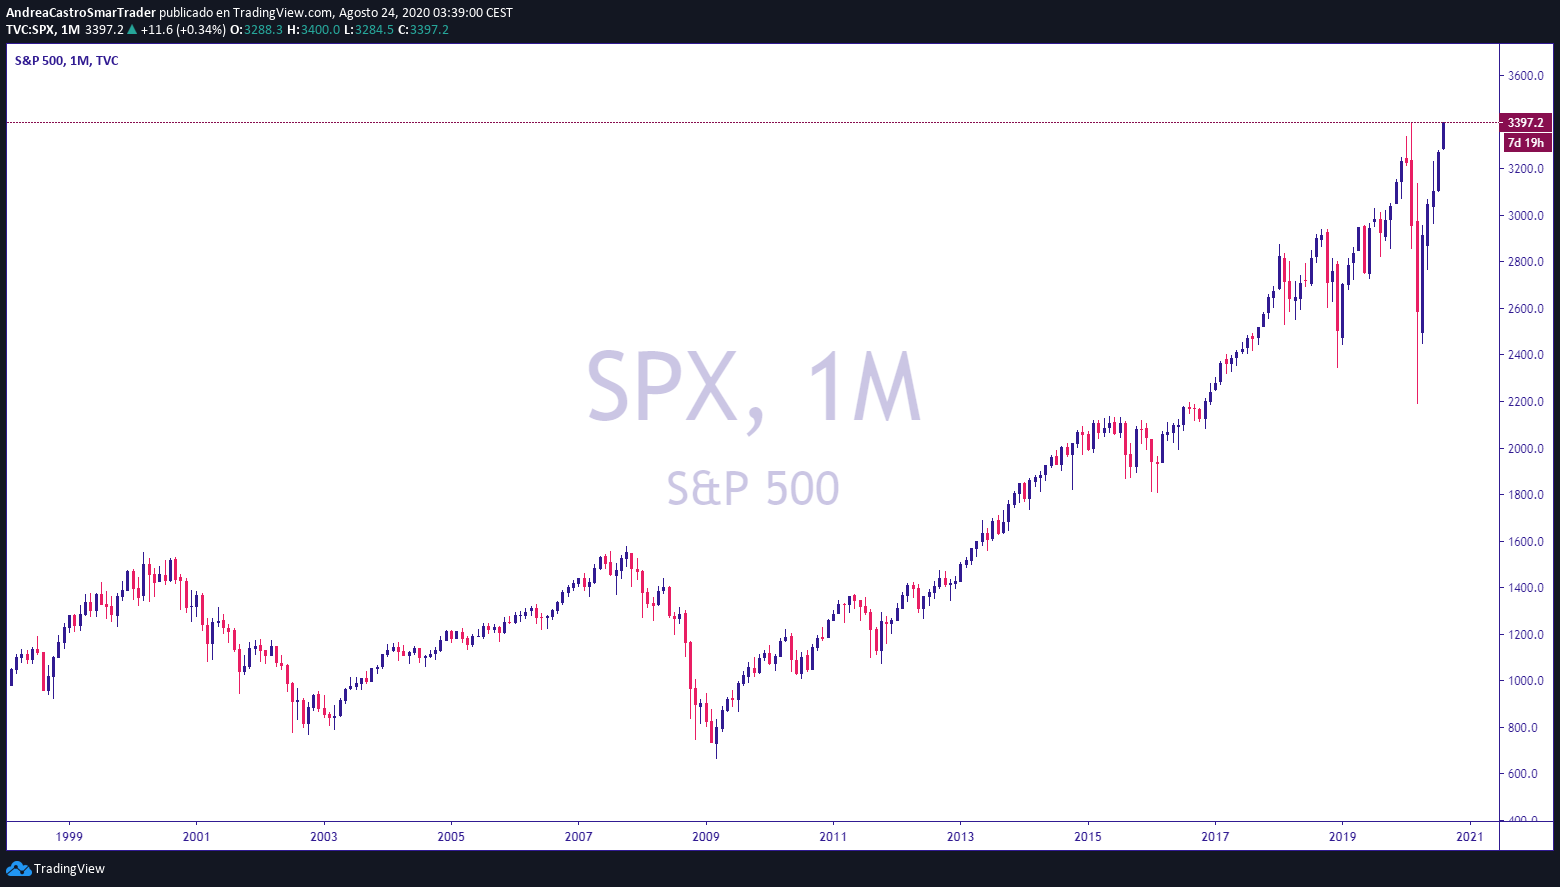 AndreaCastroSmarTrader publicado en TradingView.com, Agosto 24, 2020 03:39:00 CEST
TVC:SPX, 1M 3397.2 ▲ +11.6 (+0.34%) O:3288.3 H:3400.0 L:3284.5 C:3397.2
S&P 500, 1M, TVC
3600.0
3397.2
7d 19h
3200.0
3000.0
2800.0
2600.0
2400.0
SPX, 1M
2200.0
2000.0
S&P 500
1800.0
1600.0
1400.0
1200.0
1000.0
800.0
600.0
400.0
1999 2001 2003 2005 2007 2009 2011 2013 2015 2017 2019 2021
TradingView